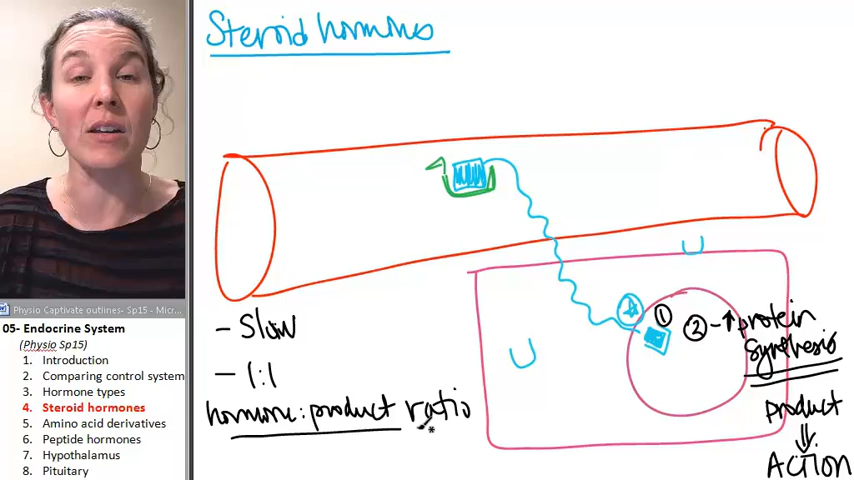 Steroid hormones
① 
② - ↑ protein
synthesis
product
⇓
ACTION
- Slow
- 1:1
hormone: product ratio
Physio Captivate outlines- Sp15 - Micr...
05- Endocrine System
(Physio Sp15)
1. Introduction
2. Comparing control system
3. Hormone types
4. Steroid hormones
5. Amino acid derivatives
6. Peptide hormones
7. Hypothalamus
8. Pituitary